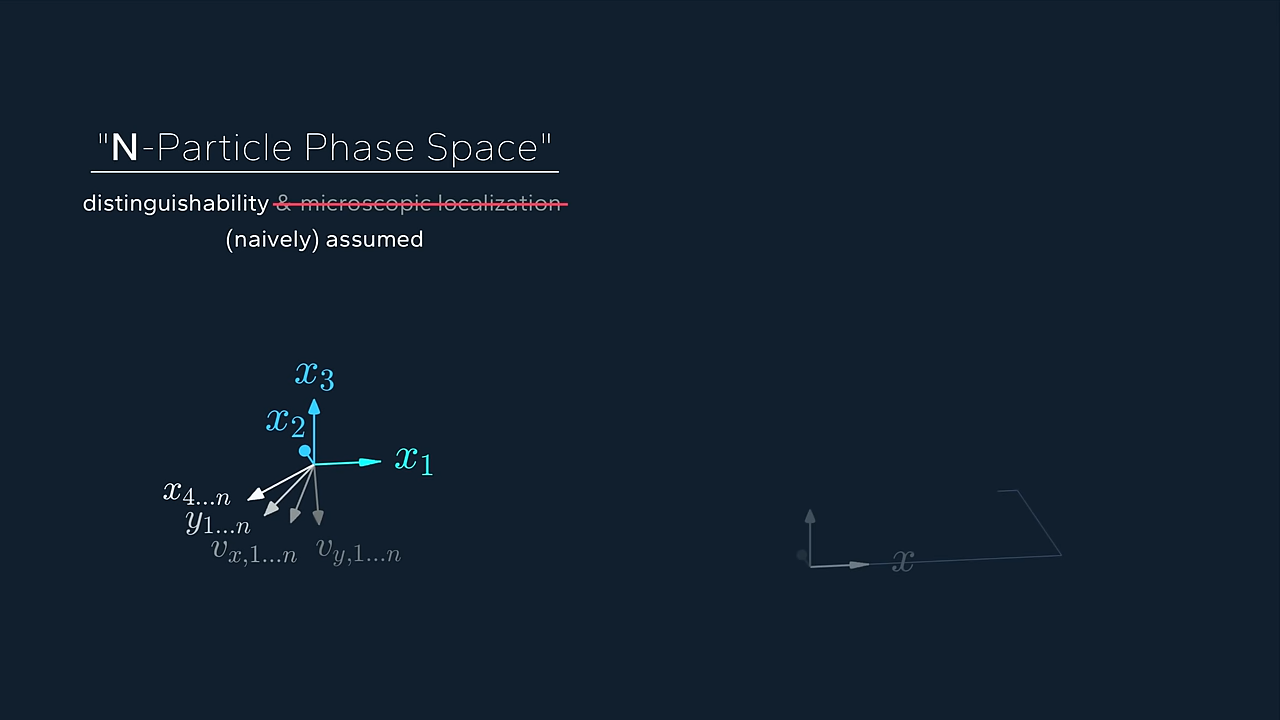 "N-Particle Phase Space"
distinguishability & microscopic localization
(naively) assumed
x3
x2
x1
x4...n
y1...n
vx,1...n vy,1...n
x